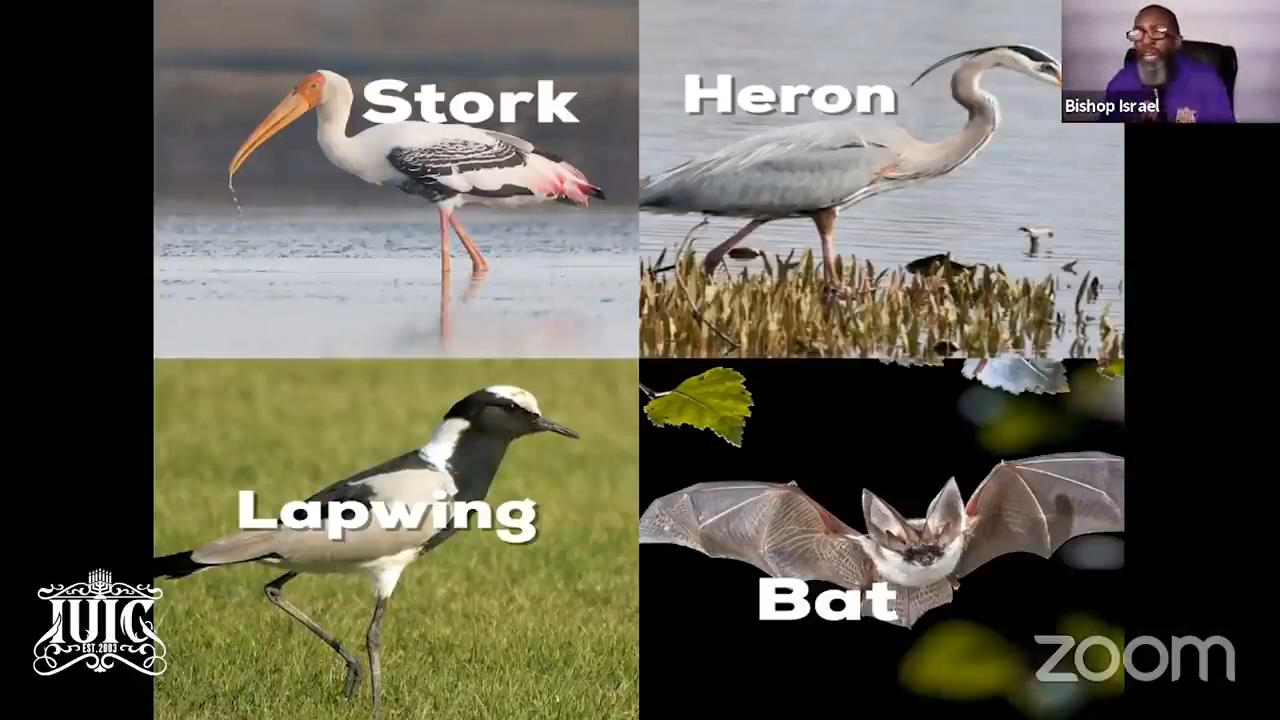 Stork
Heron
Bishop Israel
Lapwing
Bat
IUIC
EST. 2003
zoom